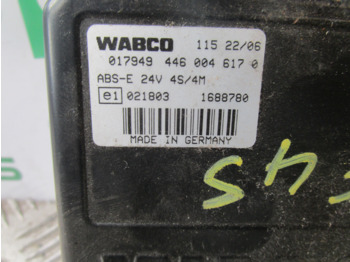 WABCO 115 22/06
017949 446 004 617 0
ABS-E 24V 4S/4M
e1 021803 1688780
MADE IN GERMANY
4S